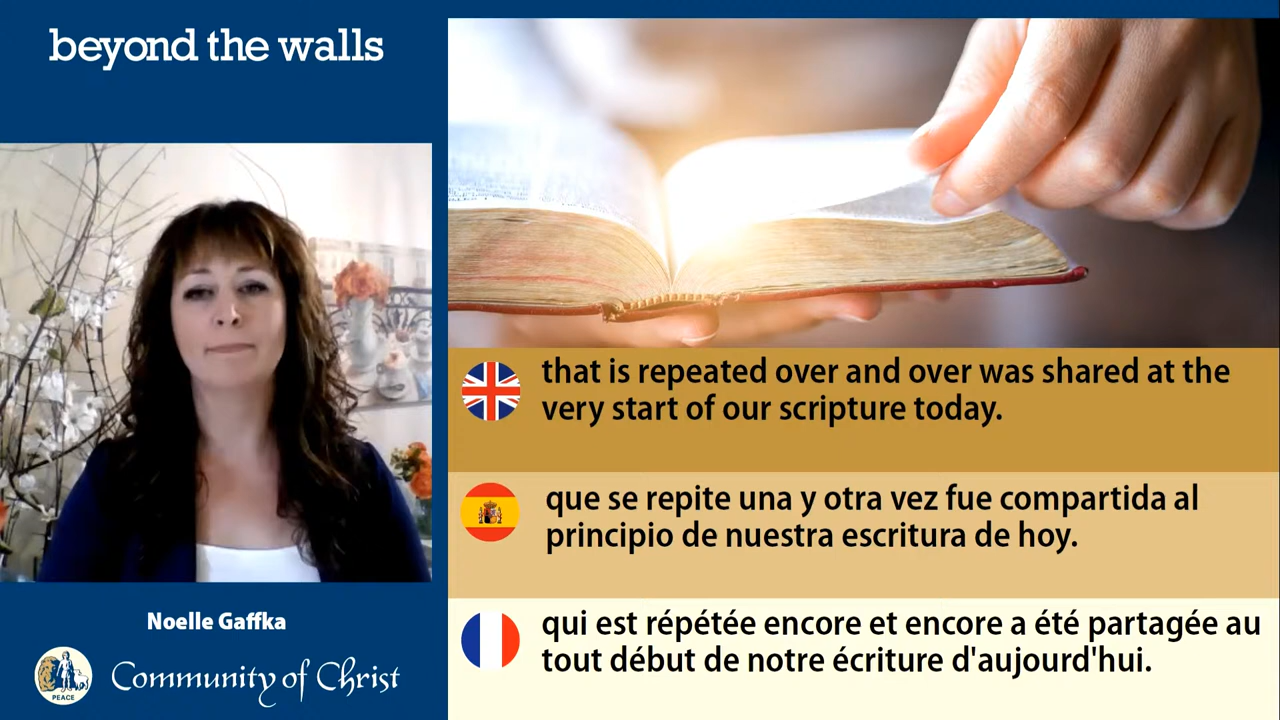 beyond the walls
that is repeated over and over was shared at the
very start of our scripture today.
que se repite una y otra vez fue compartida al
principio de nuestra escritura de hoy.
qui est répétée encore et encore a été partagée au
tout début de notre écriture d'aujourd'hui.
Noelle Gaffka
PEACE
Community of Christ